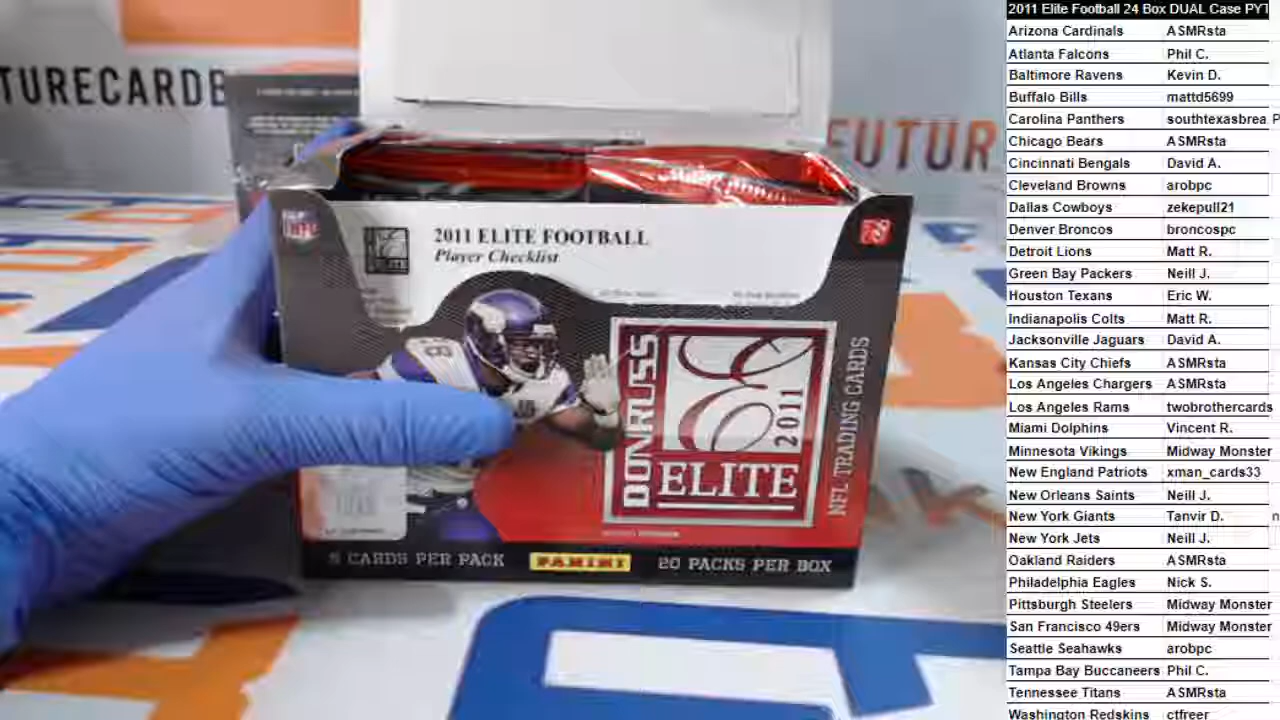 TURECARDB
FUTUR
NFL
2011 ELITE FOOTBALL
Player Checklist
ELITE
DONRUSS
E
2011
ELITE
NFL TRADING CARDS
5 CARDS PER PACK
PANINI
20 PACKS PER BOX
2011 Elite Football 24 Box DUAL Case PYT
Arizona Cardinals ASMRsta
Atlanta Falcons Phil C.
Baltimore Ravens Kevin D.
Buffalo Bills mattd5699
Carolina Panthers southtexasbrea P
Chicago Bears ASMRsta
Cincinnati Bengals David A.
Cleveland Browns arobpc
Dallas Cowboys zekepull21
Denver Broncos broncospc
Detroit Lions Matt R.
Green Bay Packers Neill J.
Houston Texans Eric W.
Indianapolis Colts Matt R.
Jacksonville Jaguars David A.
Kansas City Chiefs ASMRsta
Los Angeles Chargers ASMRsta
Los Angeles Rams twobrothercards
Miami Dolphins Vincent R.
Minnesota Vikings Midway Monster
New England Patriots xman_cards33
New Orleans Saints Neill J.
New York Giants Tanvir D. n
New York Jets Neill J.
Oakland Raiders ASMRsta
Philadelphia Eagles Nick S.
Pittsburgh Steelers Midway Monster
San Francisco 49ers Midway Monster
Seattle Seahawks arobpc
Tampa Bay Buccaneers Phil C.
Tennessee Titans ASMRsta
Washington Redskins ctfreer